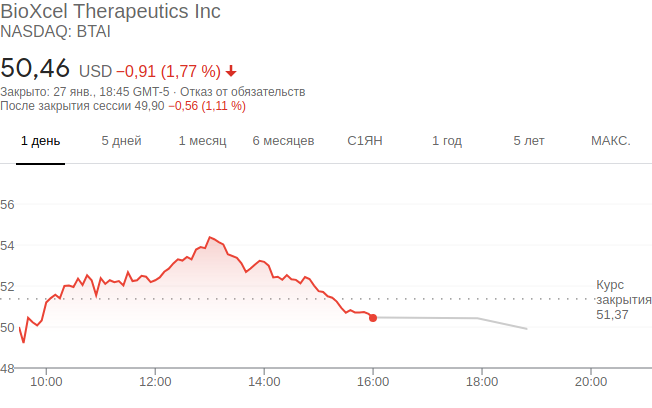 BioXcel Therapeutics Inc
NASDAQ: BTAI
50,46 USD −0,91 (1,77 %)
Закрыто: 27 янв., 18:45 GMT-5 · Отказ от обязательств
После закрытия сессии 49,90 −0,56 (1,11 %)
1 день 5 дней 1 месяц 6 месяцев С1ЯН 1 год 5 лет МАКС.
56
54
52
50
48
Курс
закрытия
51,37
10:00 12:00 14:00 16:00 18:00 20:00